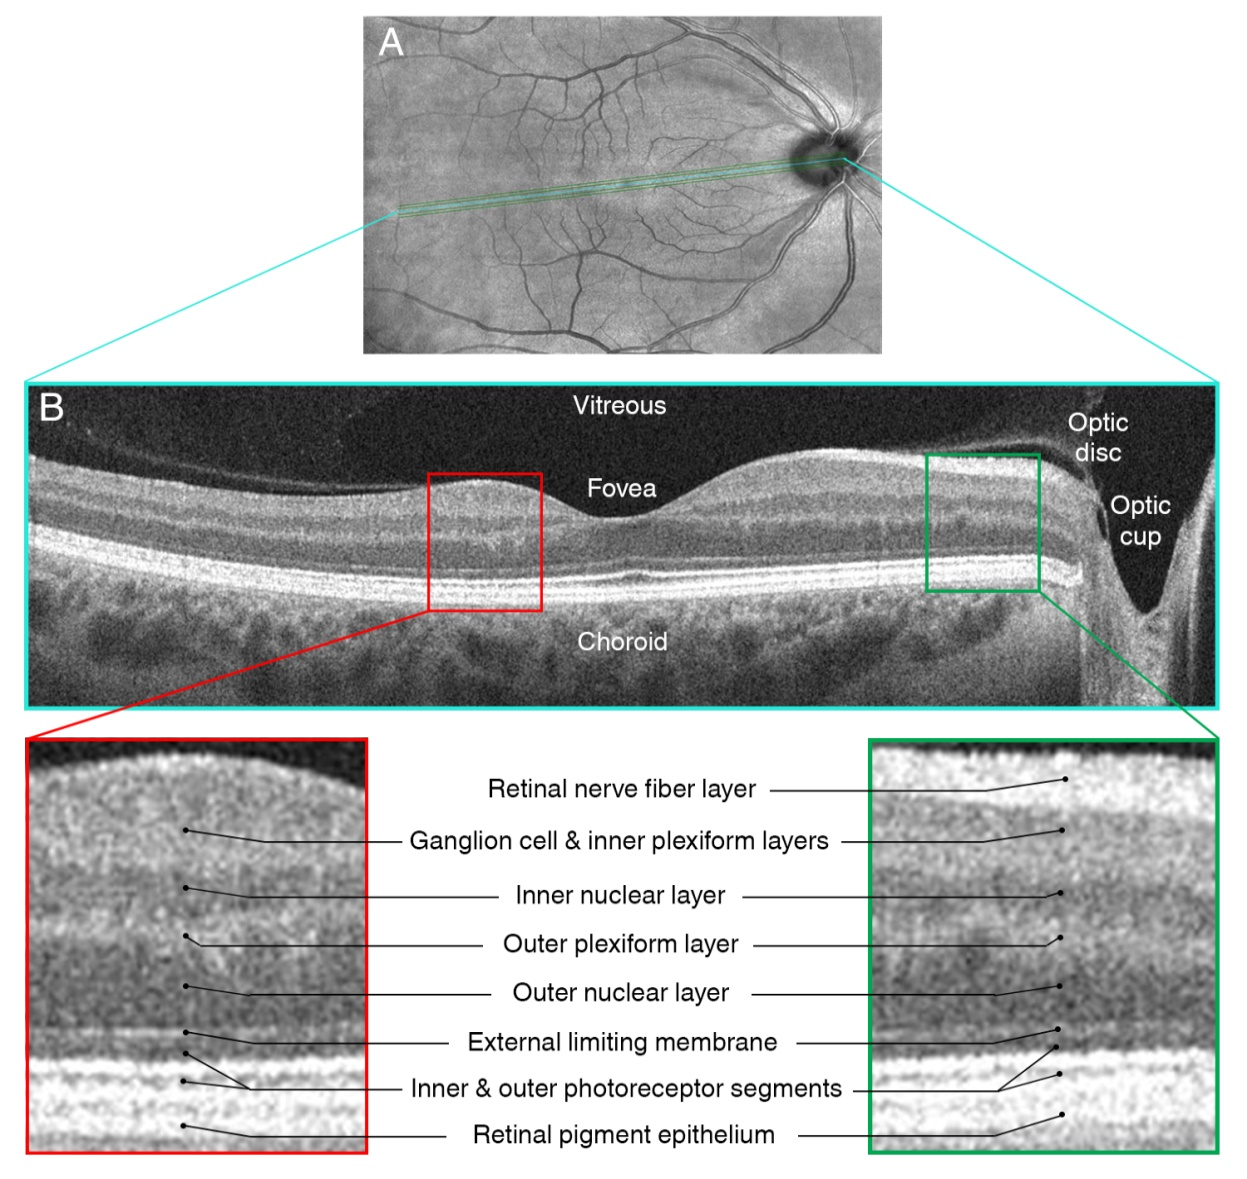 A
B
Vitreous
Optic
disc
Fovea
Optic
cup
Choroid
Retinal nerve fiber layer
Ganglion cell & inner plexiform layers
Inner nuclear layer
Outer plexiform layer
Outer nuclear layer
External limiting membrane
Inner & outer photoreceptor segments
Retinal pigment epithelium